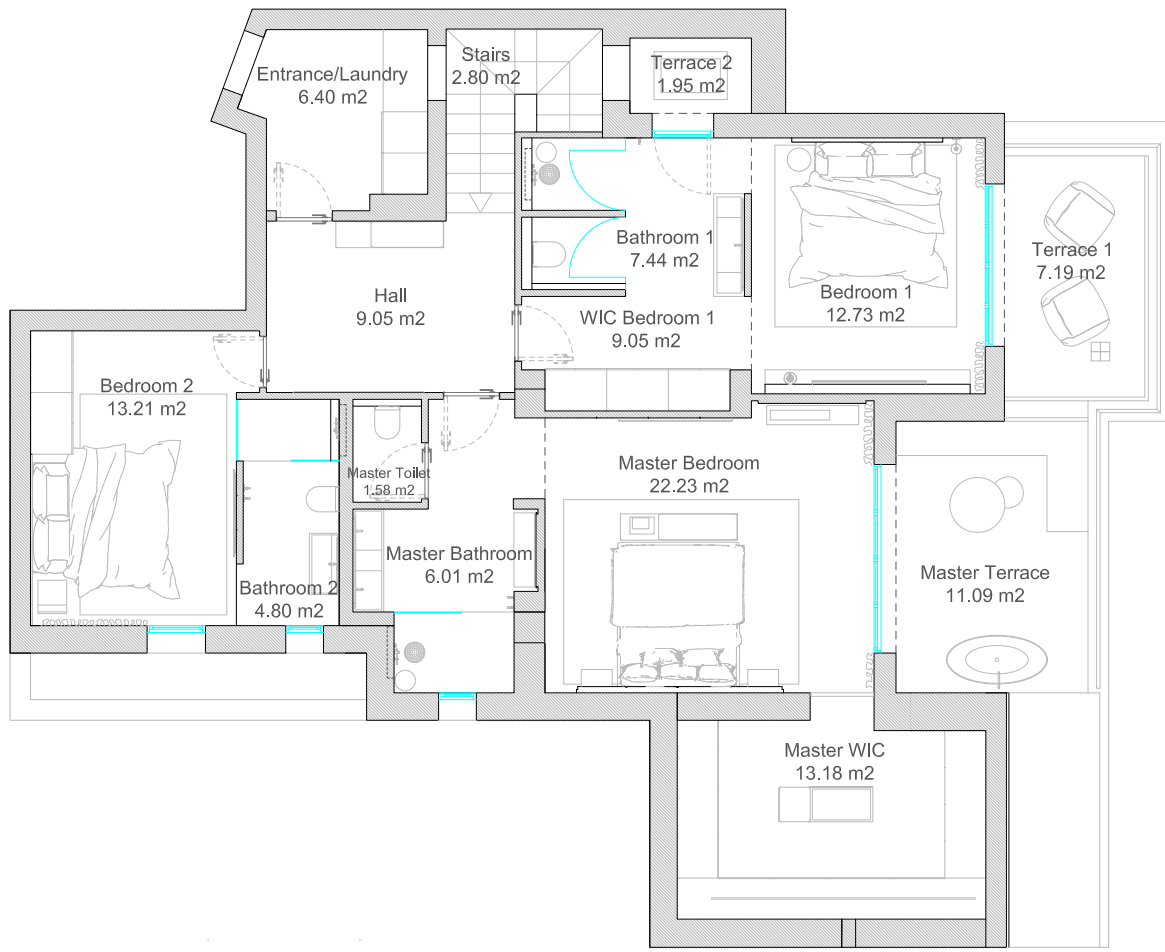 Entrance/Laundry
6.40 m2
Stairs
2.80 m2
Terrace 2
1.95 m2
Bathroom 1
7.44 m2
Terrace 1
7.19 m2
Hall
9.05 m2
WIC Bedroom 1
9.05 m2
Bedroom 1
12.73 m2
Bedroom 2
13.21 m2
Master Toilet
1.58 m2
Master Bedroom
22.23 m2
Master Bathroom
6.01 m2
Bathroom 2
4.80 m2
Master Terrace
11.09 m2
Master WIC
13.18 m2